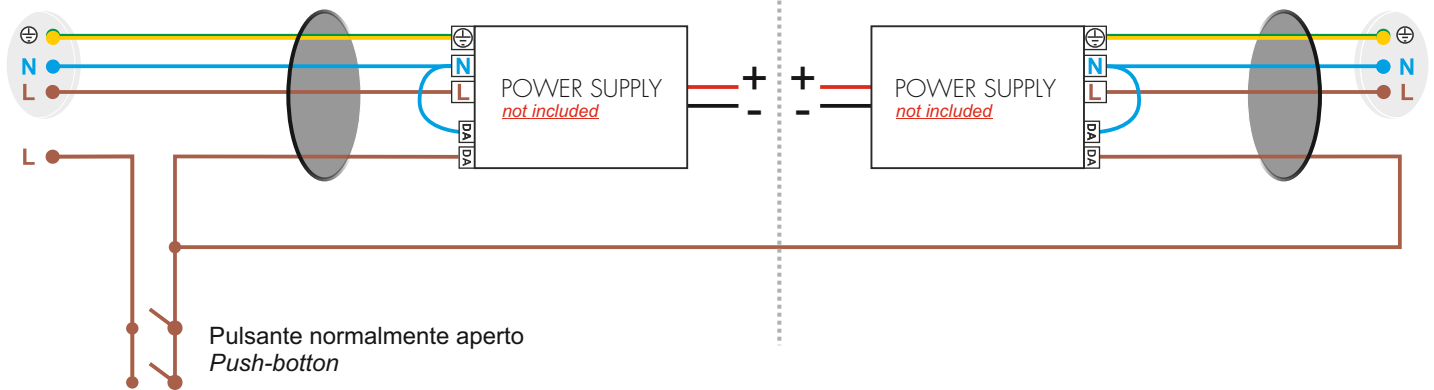 N
L
L
N
L
DA
DA
POWER SUPPLY
not included
+
-
+
-
POWER SUPPLY
not included
N
L
DA
DA
N
L
Pulsante normalmente aperto
Push-botton